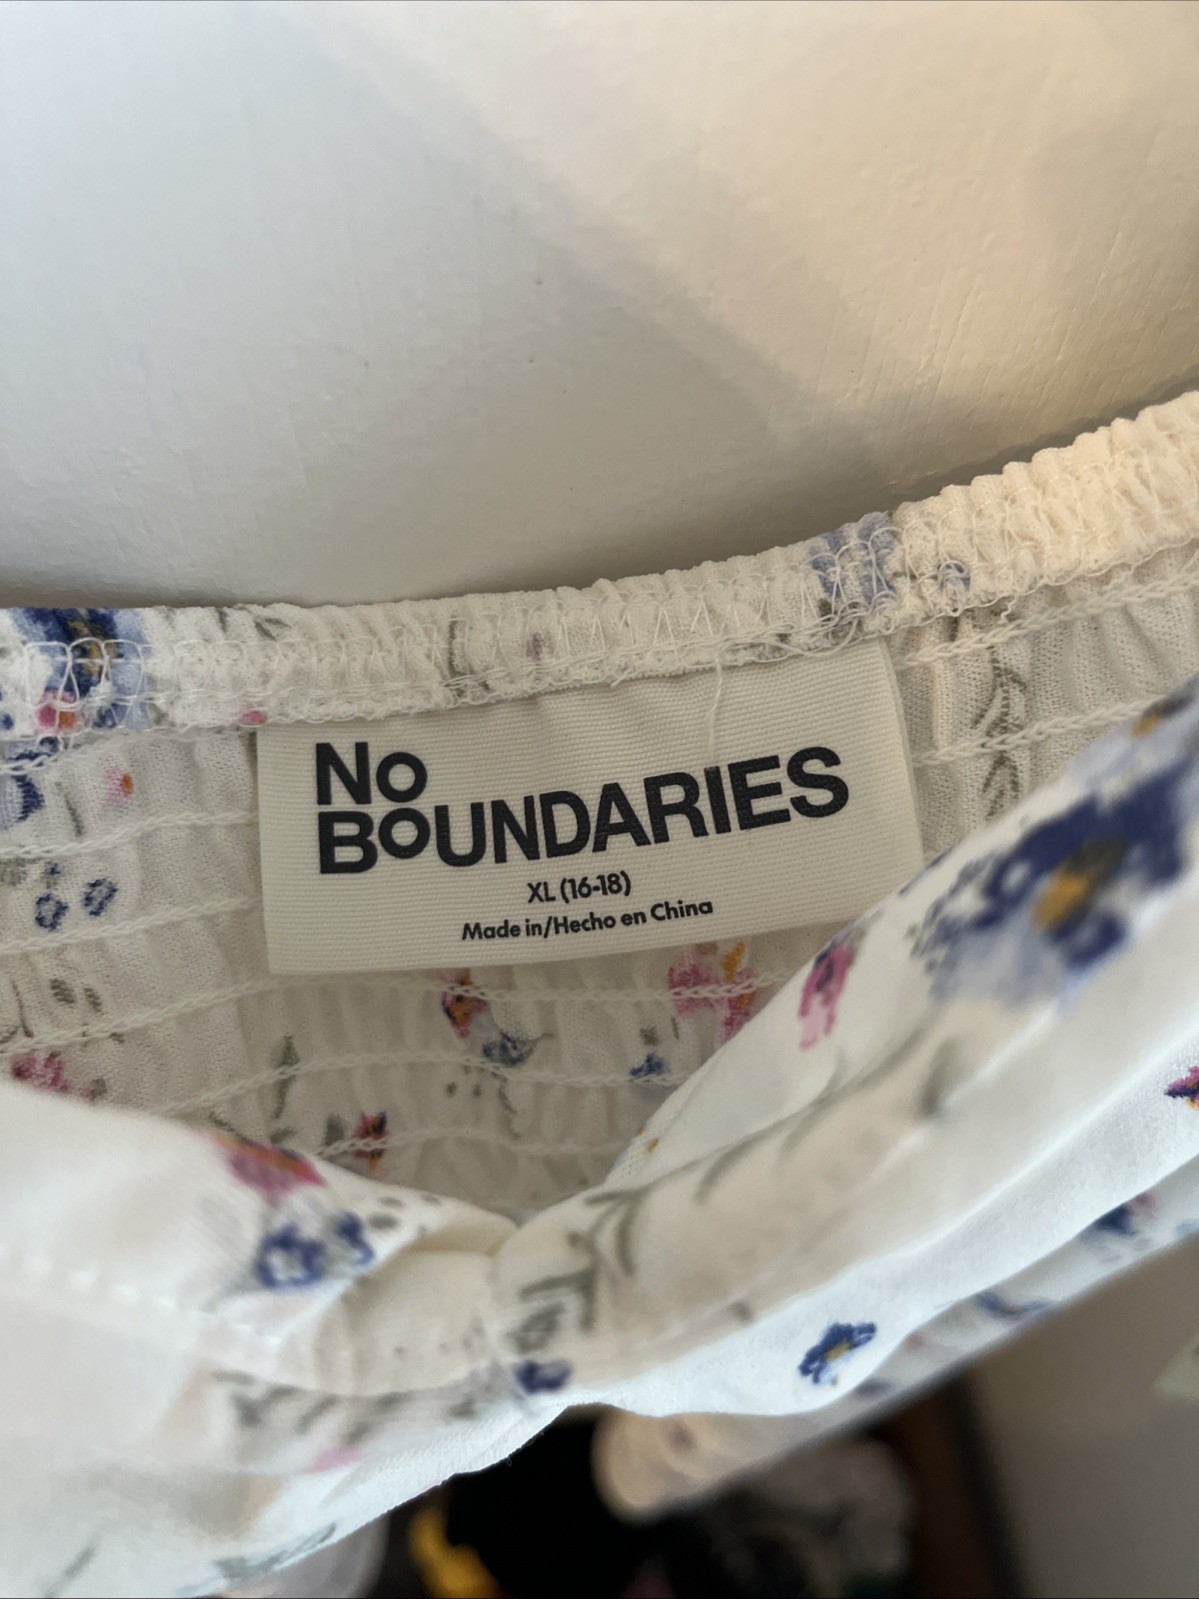 No
BoUNDARIES
XL (16-18)
Made in/Hecho en China